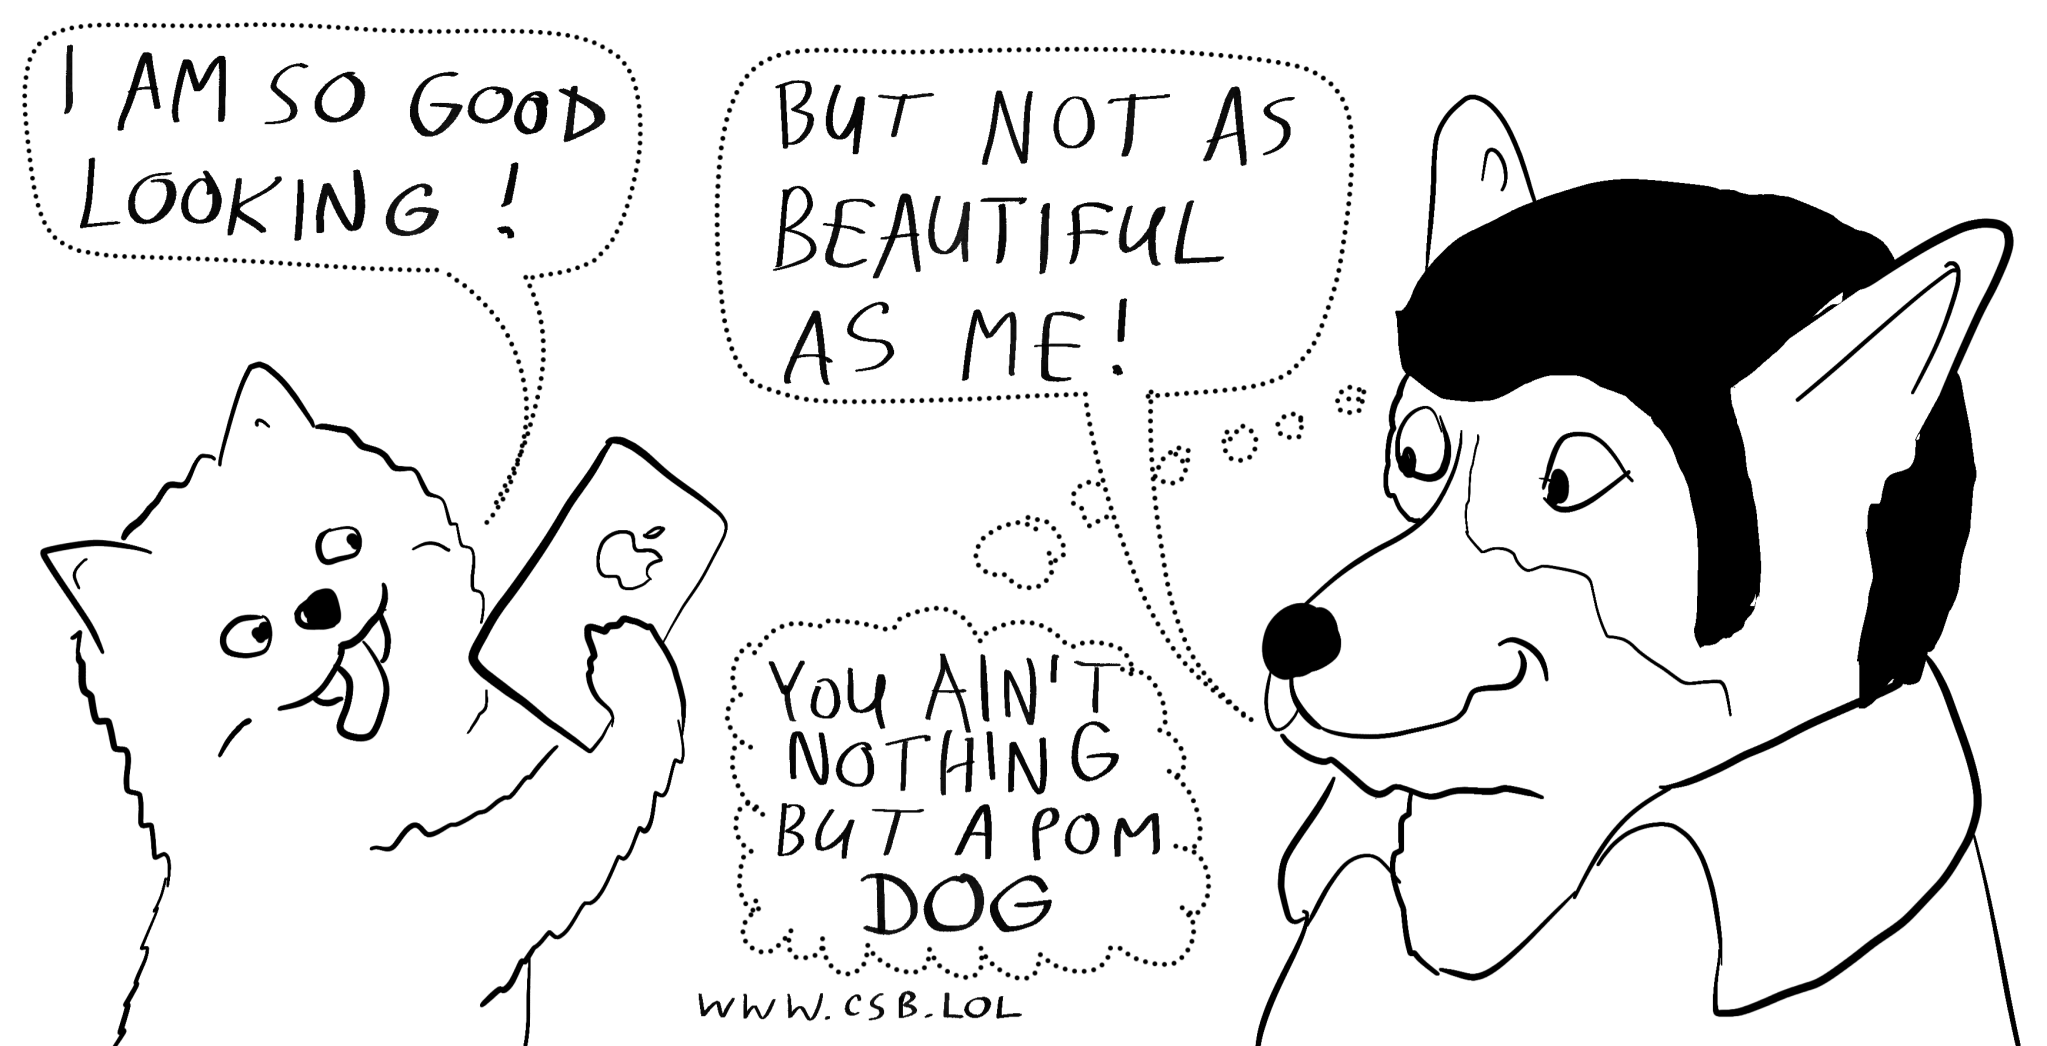 I AM SO GOOD
LOOKING!
BUT NOT AS
BEAUTIFUL
AS ME!
YOU AIN'T
NOTHING
BUT A POM
DOG
WWW.CSB.LOL